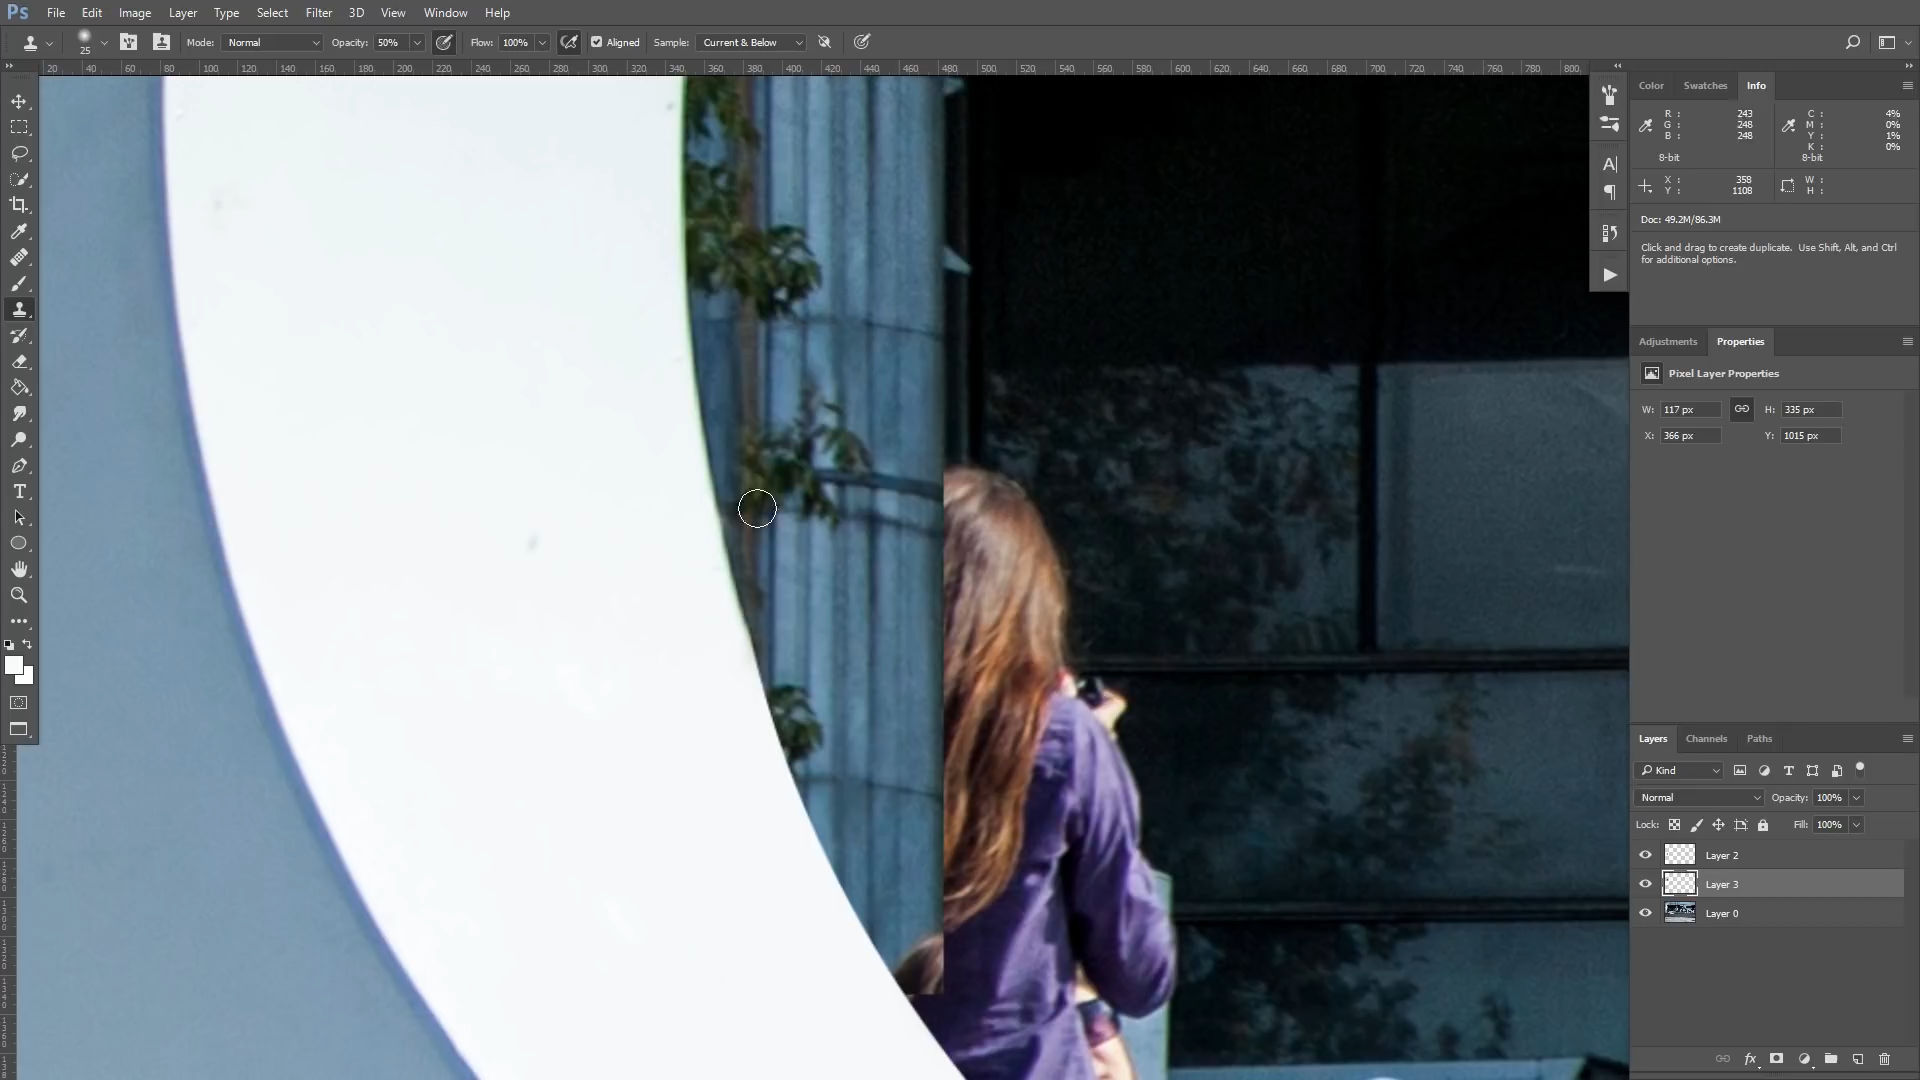 Ps File Edit Image Layer Type Select Filter 3D View Window Help
25 Mode: Normal Opacity: 50% Flow: 100% Aligned Sample: Current & Below
20 40 60 80 100 120 140 160 180 200 220 240 260 280 300 320 340 360 380 400 420 440 460 480 500 520 540 560 580 600 620 640 660 680 700 720 740 760 780 800
Color Swatches Info
R : 243 C : 4%
G : 248 M : 0%
B : 248 Y : 1%
K : 0%
8-bit 8-bit
X : 358 W :
Y : 1108 H :
Doc: 49.2M/86.3M
Click and drag to create duplicate. Use Shift, Alt, and Ctrl
for additional options.
Adjustments Properties
Pixel Layer Properties
W: 117 px H: 335 px
X: 366 px Y: 1015 px
Layers Channels Paths
Kind
Normal Opacity: 100%
Lock: Fill: 100%
Layer 2
Layer 3
Layer 0
fx